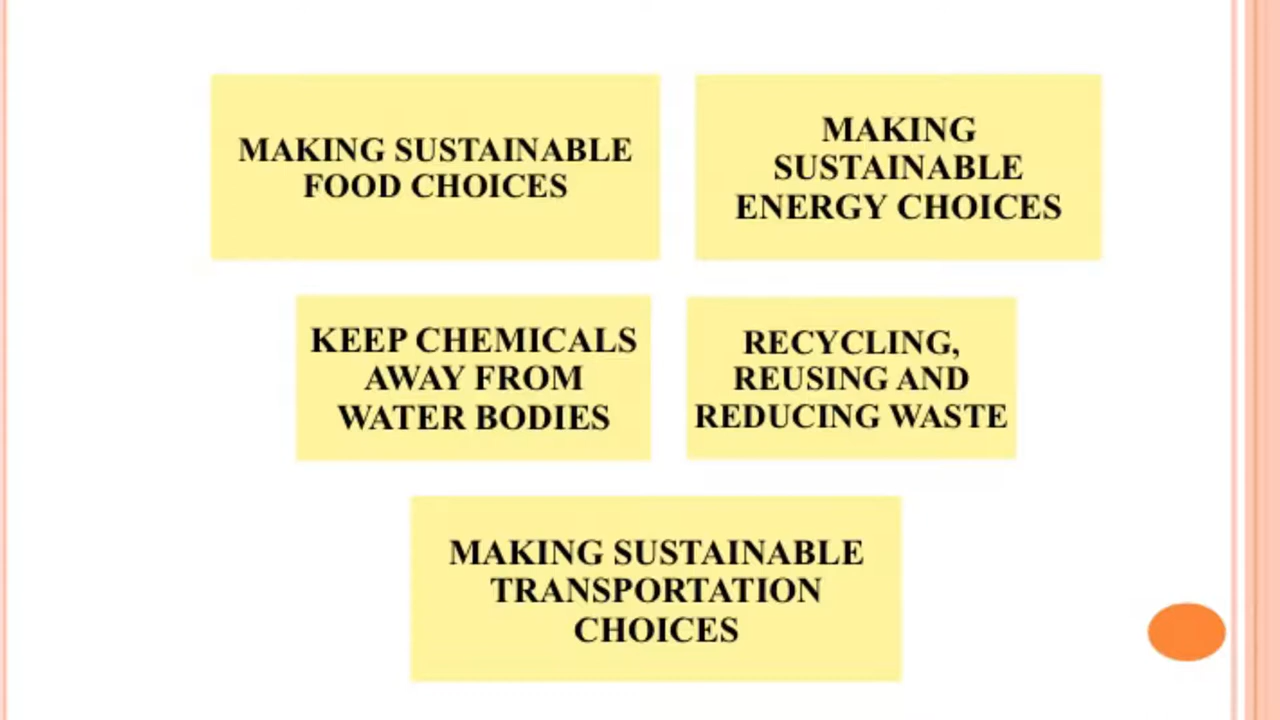 MAKING SUSTAINABLE
FOOD CHOICES
MAKING
SUSTAINABLE
ENERGY CHOICES
KEEP CHEMICALS
AWAY FROM
WATER BODIES
RECYCLING,
REUSING AND
REDUCING WASTE
MAKING SUSTAINABLE
TRANSPORTATION
CHOICES